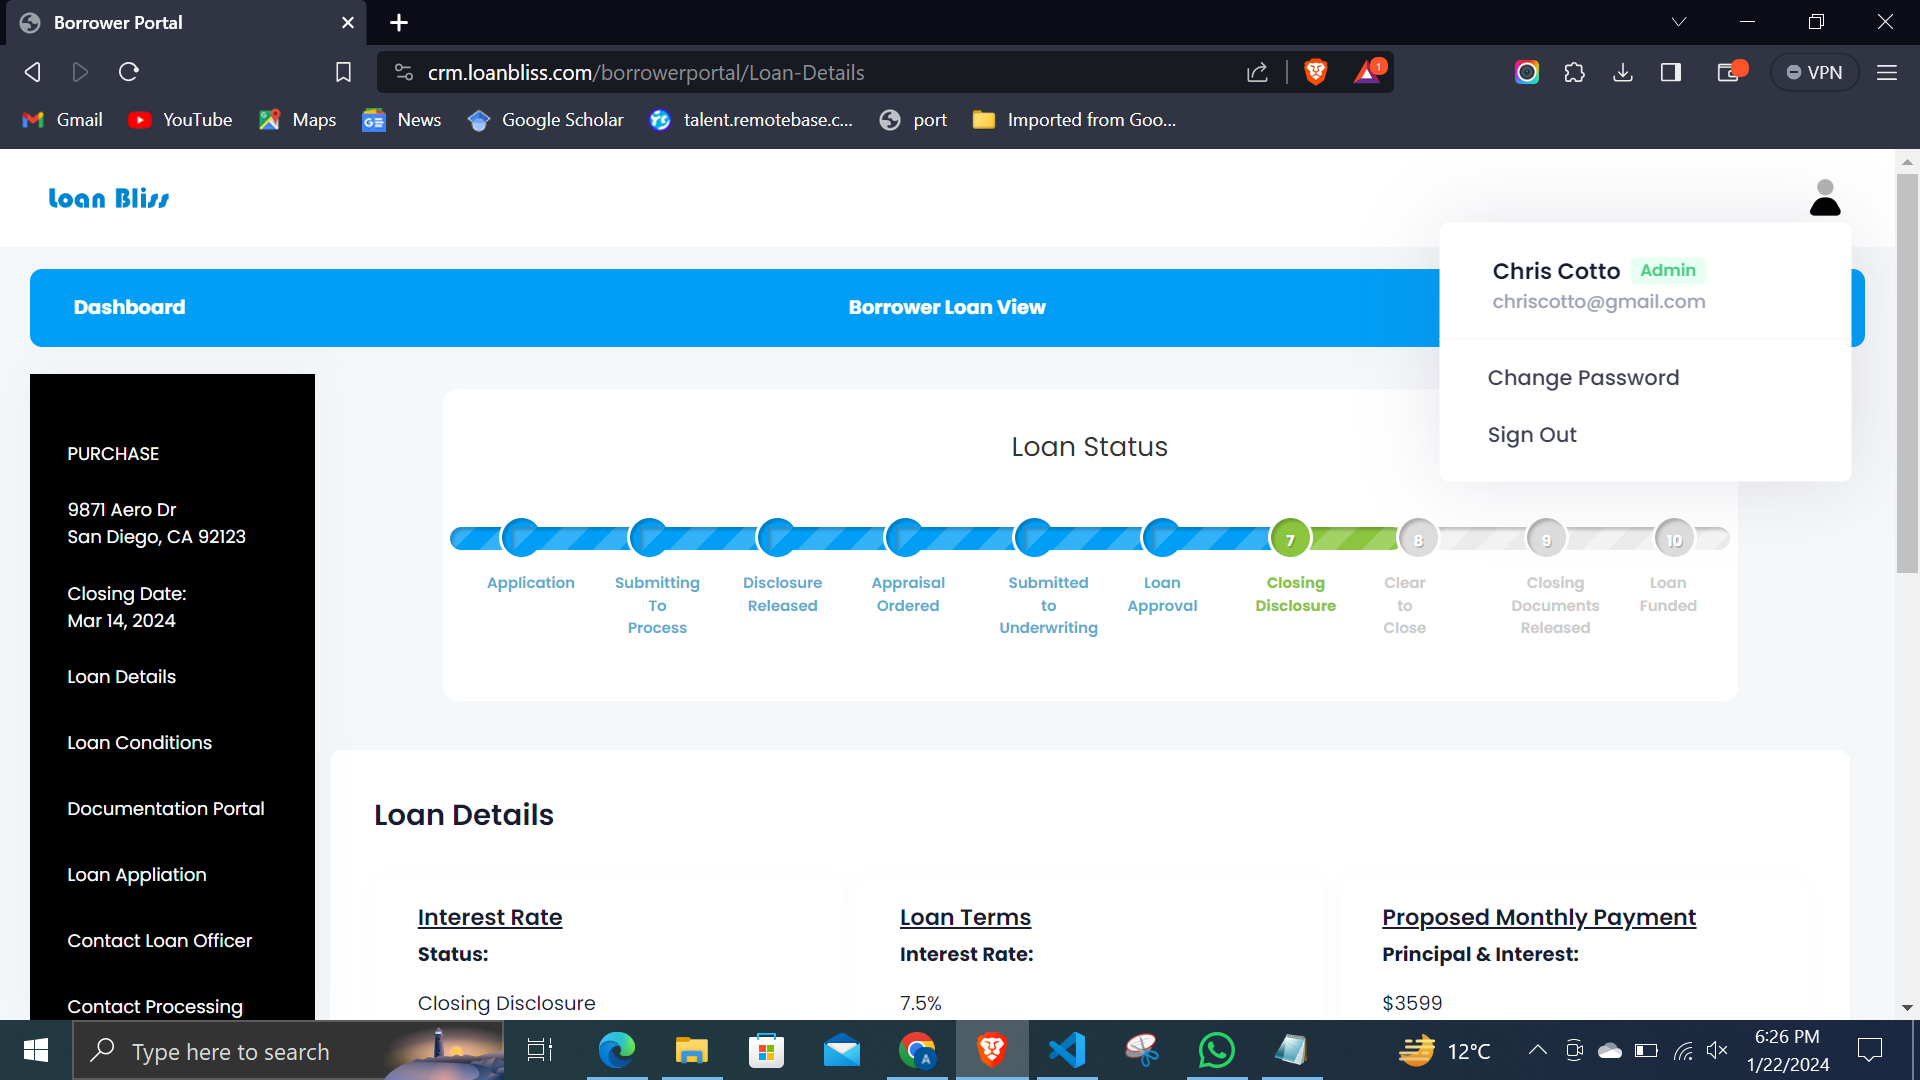 Borrower Portal
crm.loanbliss.com/borrowerportal/Loan-Details
1
VPN
Gmail
YouTube
Maps
News
Google Scholar
talent.remotebase.c...
port
Imported from Goo...
Loan Bliss
Chris Cotto Admin
chriscotto@gmail.com
Change Password
Sign Out
Dashboard
Borrower Loan View
PURCHASE
9871 Aero Dr
San Diego, CA 92123
Closing Date:
Mar 14, 2024
Loan Details
Loan Conditions
Documentation Portal
Loan Appliation
Contact Loan Officer
Contact Processing
Loan Status
7
8
9
10
Application
Submitting
To
Process
Disclosure
Released
Appraisal
Ordered
Submitted
to
Underwriting
Loan
Approval
Closing
Disclosure
Clear
to
Close
Closing
Documents
Released
Loan
Funded
Loan Details
Interest Rate
Status:
Closing Disclosure
Loan Terms
Interest Rate:
7.5%
Proposed Monthly Payment
Principal & Interest:
$3599
Type here to search
A
12°C
6:26 PM
1/22/2024